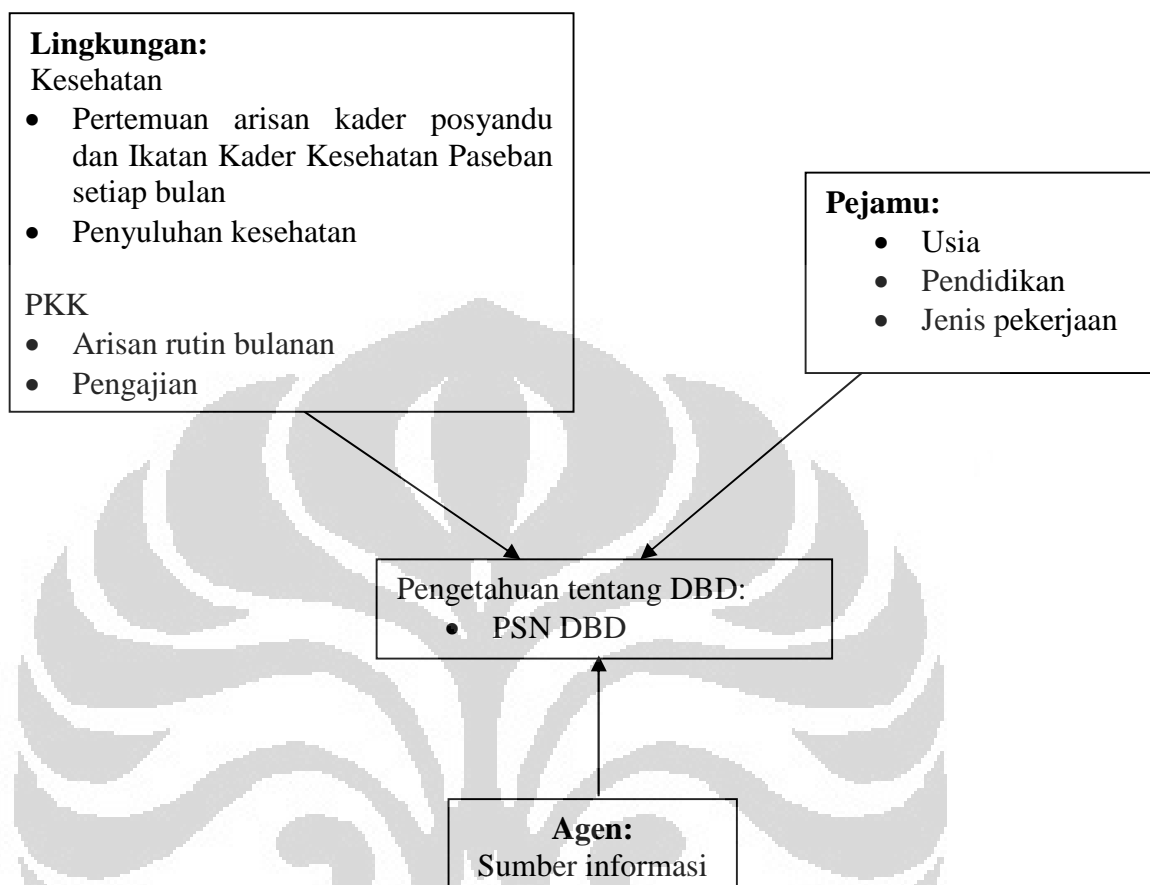 Lingkungan:
Kesehatan
• Pertemuan arisan kader posyandu
dan Ikatan Kader Kesehatan Paseban
setiap bulan
• Penyuluhan kesehatan
PKK
• Arisan rutin bulanan
• Pengajian
Pejamu:
• Usia
• Pendidikan
• Jenis pekerjaan
Pengetahuan tentang DBD:
• PSN DBD
Agen:
Sumber informasi